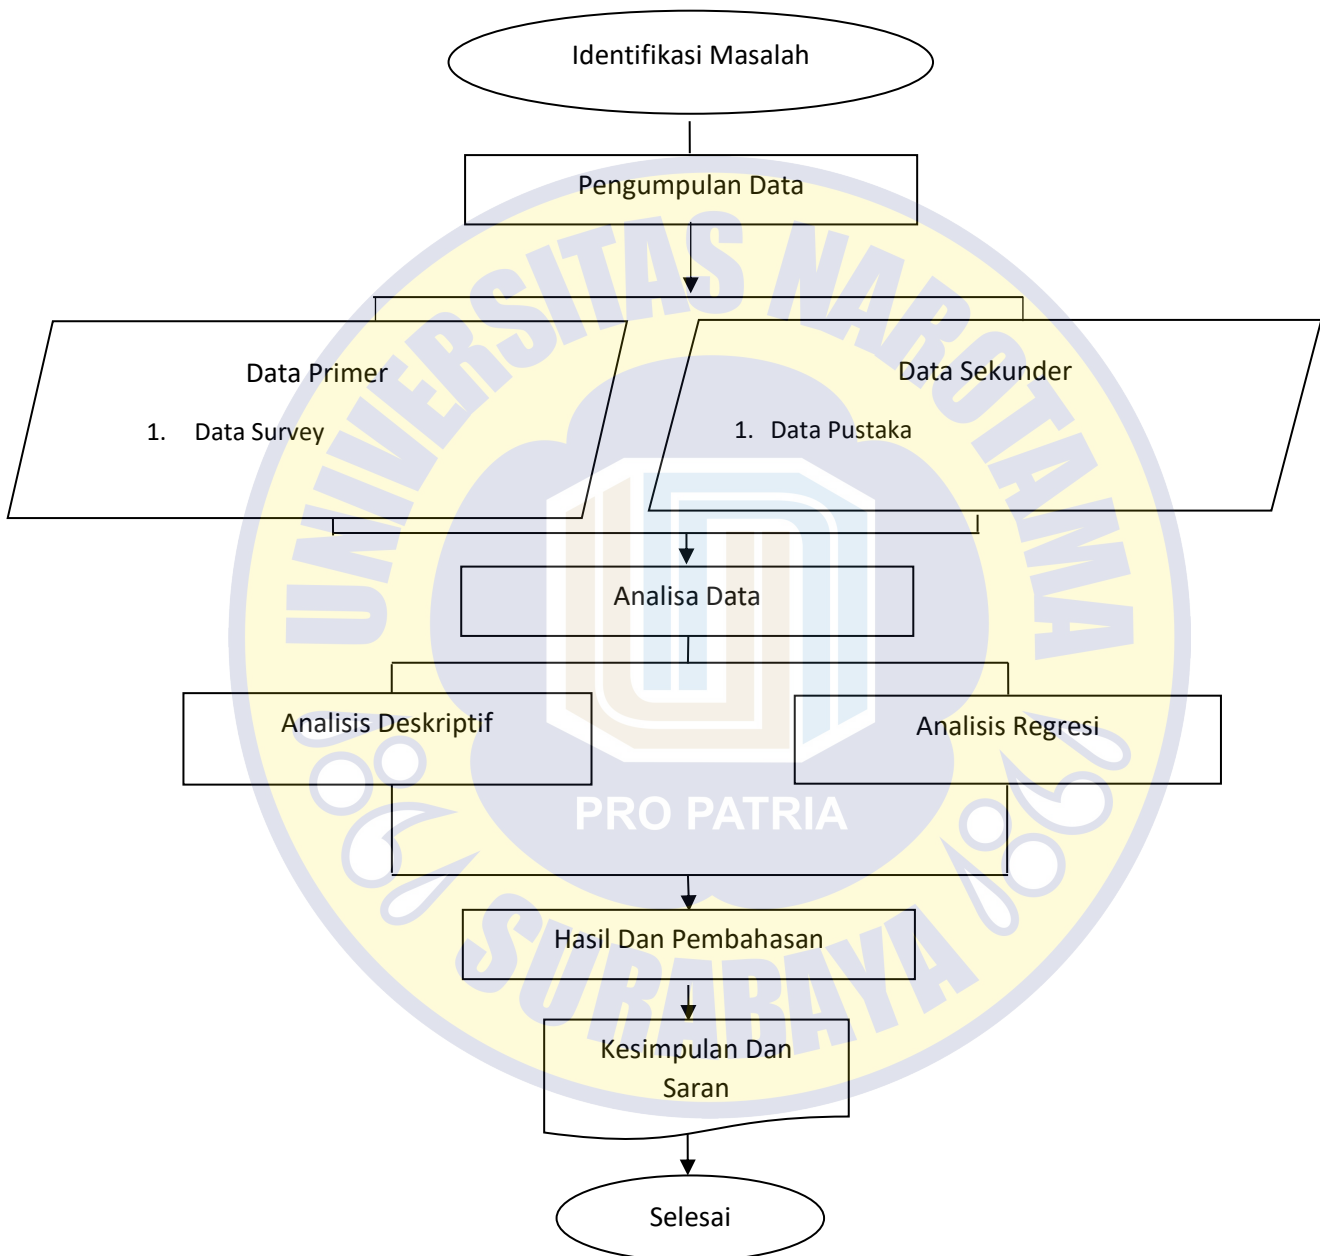 Identifikasi Masalah
Pengumpulan Data
UNIVERSITAS NAROTAMA
Data Primer
1. Data Survey
Data Sekunder
1. Data Pustaka
Analisa Data
Analisis Deskriptif
Analisis Regresi
PRO PATRIA
Hasil Dan Pembahasan
SURABAYA
Kesimpulan Dan
Saran
Selesai